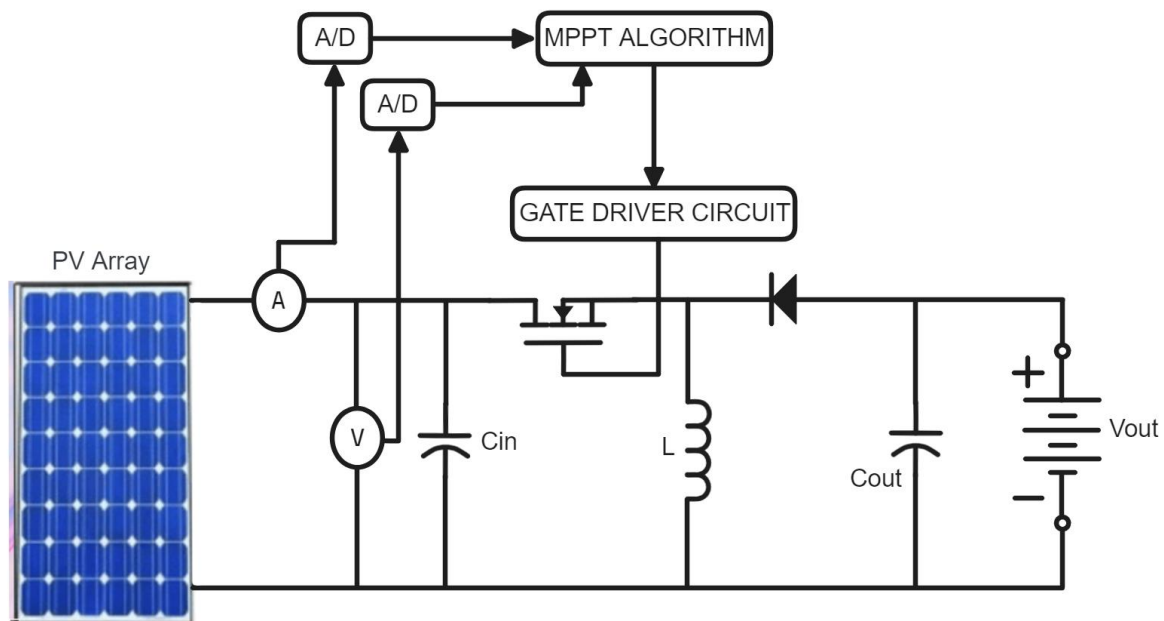 A/D
MPPT ALGORITHM
A/D
GATE DRIVER CIRCUIT
PV Array
A
+
V
Cin
L
Cout
Vout
−